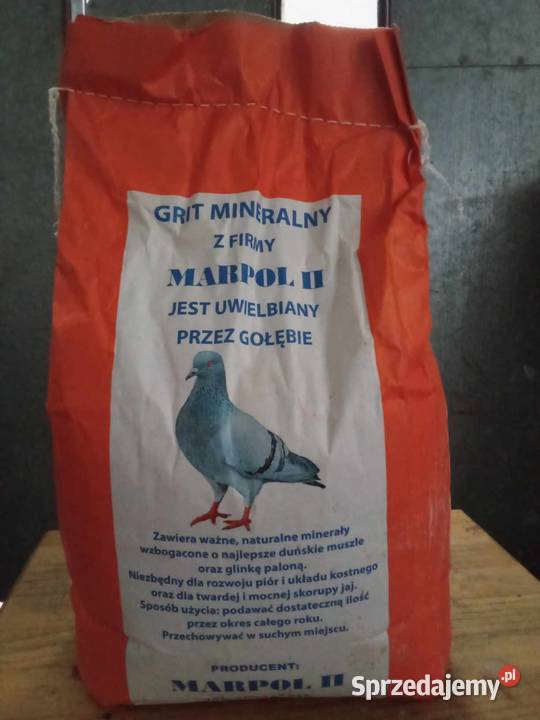 GRIT MINERALNY
Z FIRMY
MARPOL II
JEST UWIELBIANY
PRZEZ GOŁĘBIE
Zawiera ważne, naturalne minerały
wzbogacone o najlepsze duńskie muszle
oraz glinkę paloną.
Niezbędny dla rozwoju piór i układu kostnego
oraz dla twardej i mocnej skorupy jaj.
Sposób użycia: podawać dostateczną ilość
przez okres całego roku.
Przechowywać w suchym miejscu.
PRODUCENT:
MARPOL II
Sprzedajemy.pl